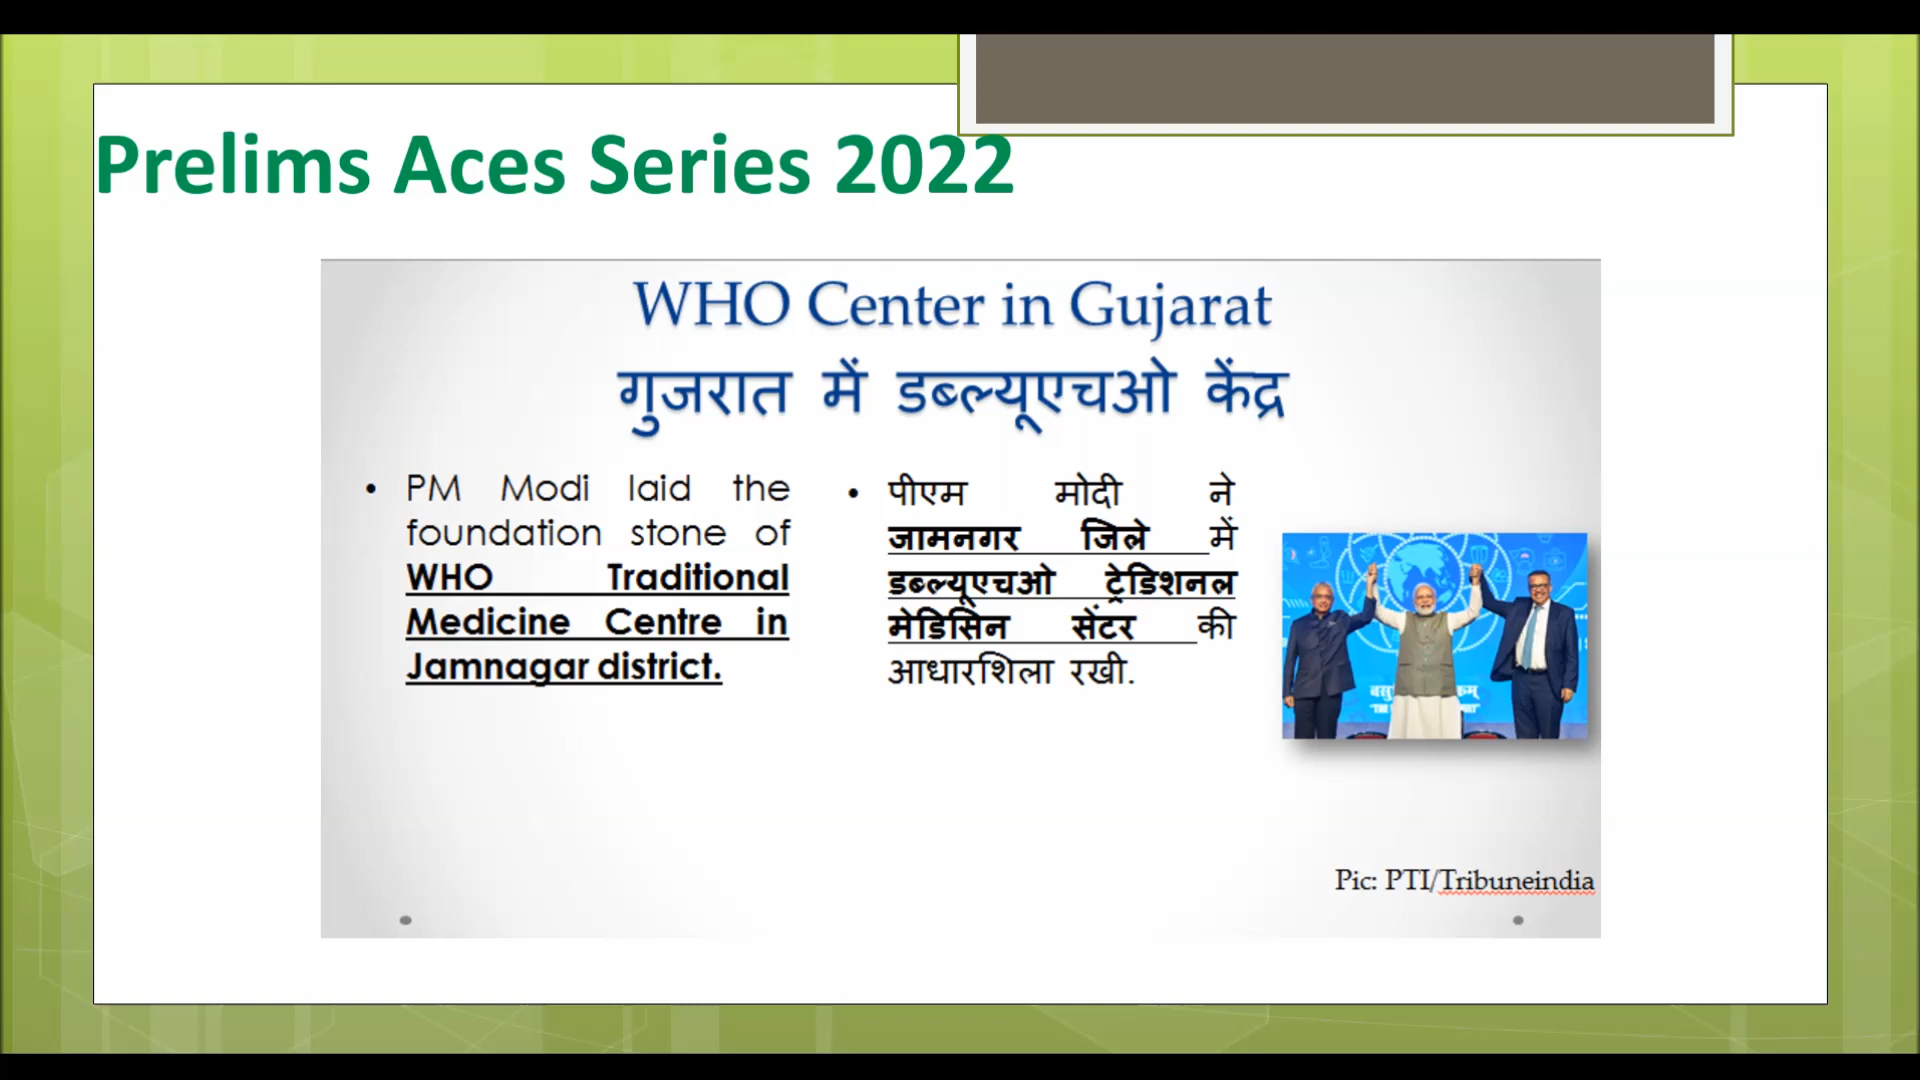 Prelims Aces Series 2022
WHO Center in Gujarat
गुजरात में डब्ल्यूएचओ केंद्र
• PM Modi laid the
foundation stone of
WHO Traditional
Medicine Centre in
Jamnagar district.
• पीएम मोदी ने
जामनगर जिले में
डब्ल्यूएचओ ट्रेडिशनल
मेडिसिन सेंटर की
आधारशिला रखी.
Pic: PTI/Tribuneindia